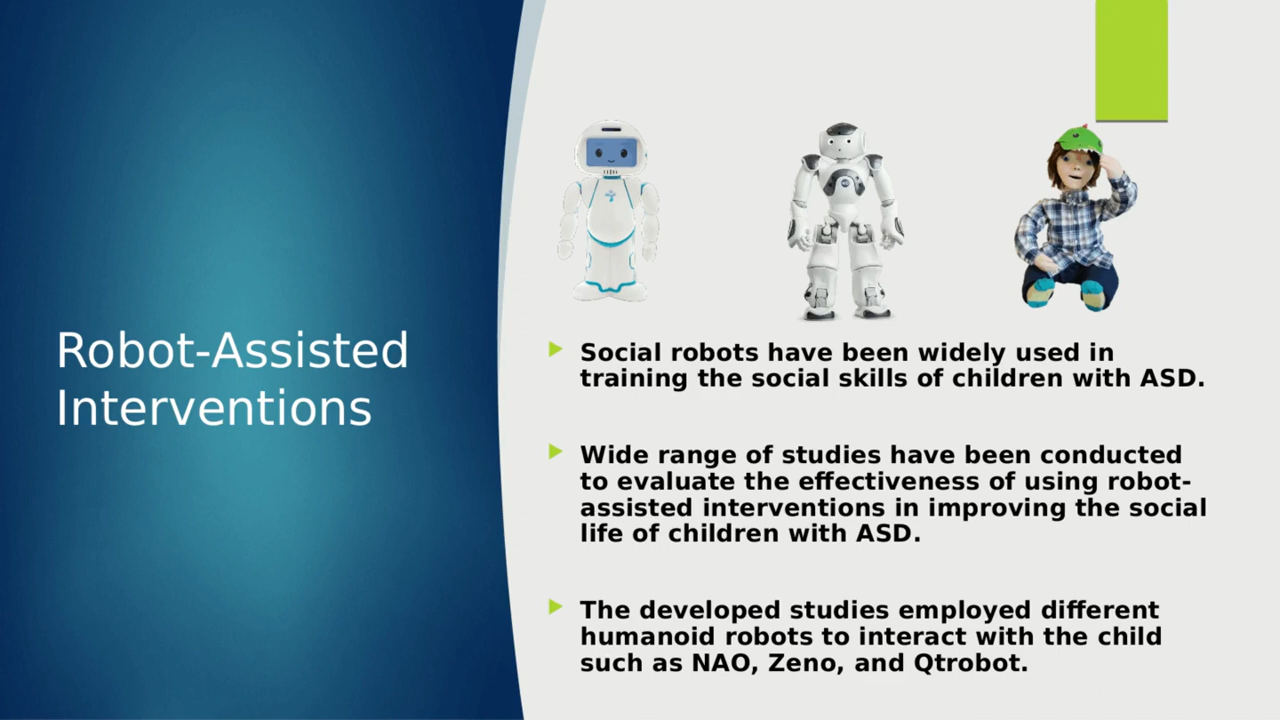 Robot-Assisted
Interventions
Social robots have been widely used in
training the social skills of children with ASD.
Wide range of studies have been conducted
to evaluate the effectiveness of using robot-
assisted interventions in improving the social
life of children with ASD.
The developed studies employed different
humanoid robots to interact with the child
such as NAO, Zeno, and Qtrobot.